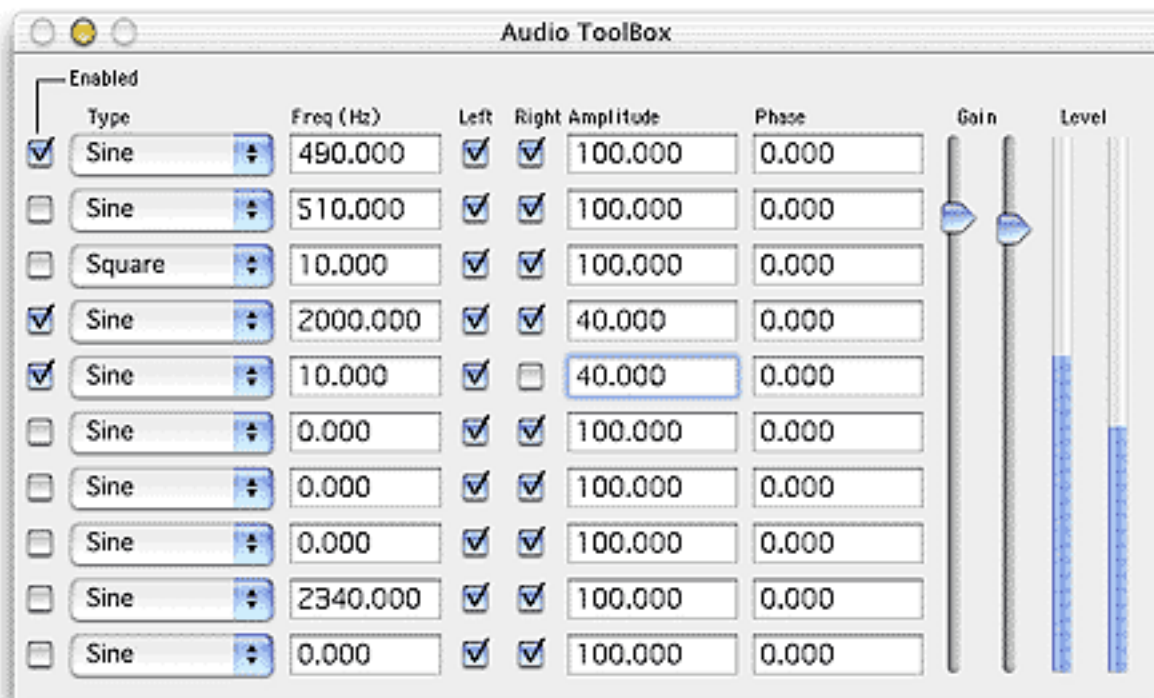 Audio ToolBox
Enabled
Type Freq (Hz) Left Right Amplitude Phase Gain Level
Sine 490.000 100.000 0.000
Sine 510.000 100.000 0.000
Square 10.000 100.000 0.000
Sine 2000.000 40.000 0.000
Sine 10.000 40.000 0.000
Sine 0.000 100.000 0.000
Sine 0.000 100.000 0.000
Sine 0.000 100.000 0.000
Sine 2340.000 100.000 0.000
Sine 0.000 100.000 0.000